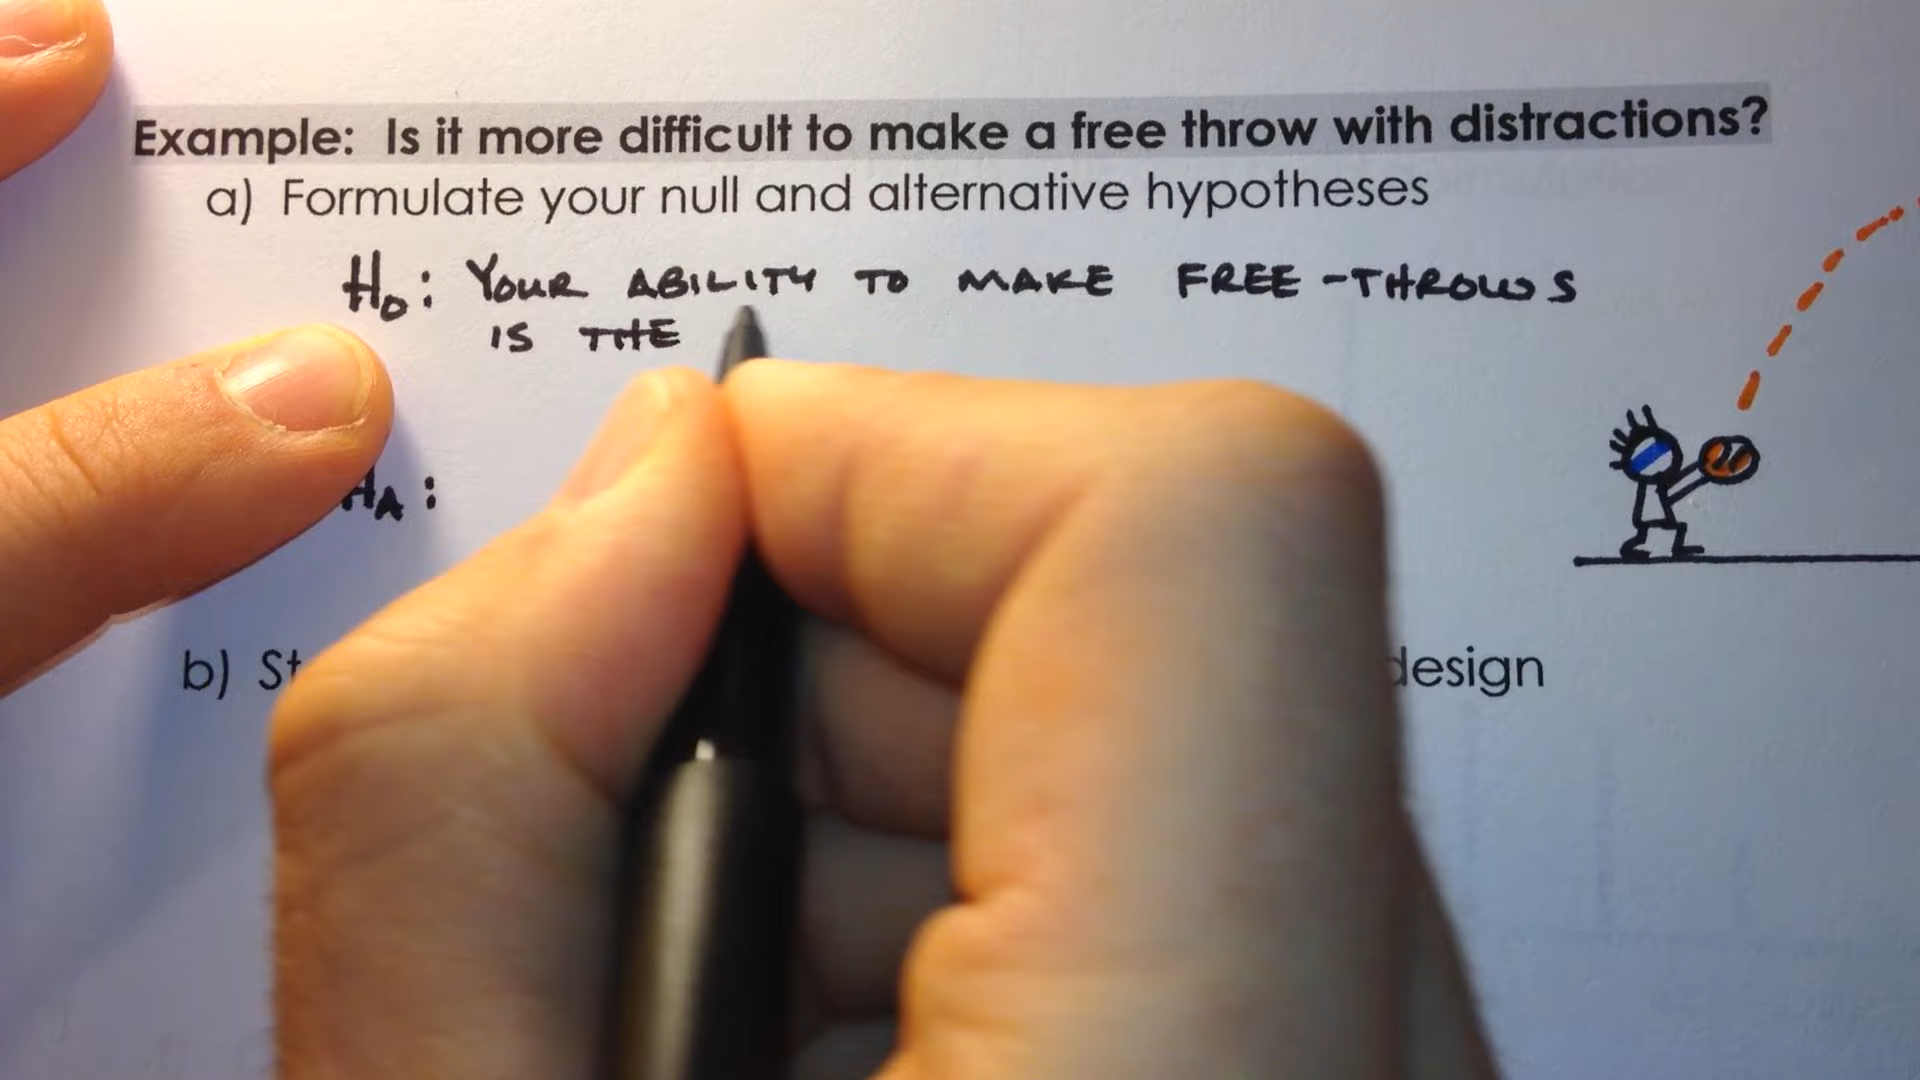 Example: Is it more difficult to make a free throw with distractions?
a) Formulate your null and alternative hypotheses
H₀: YOUR ABILITY TO MAKE FREE-THROWS
IS THE
HA:
b) design